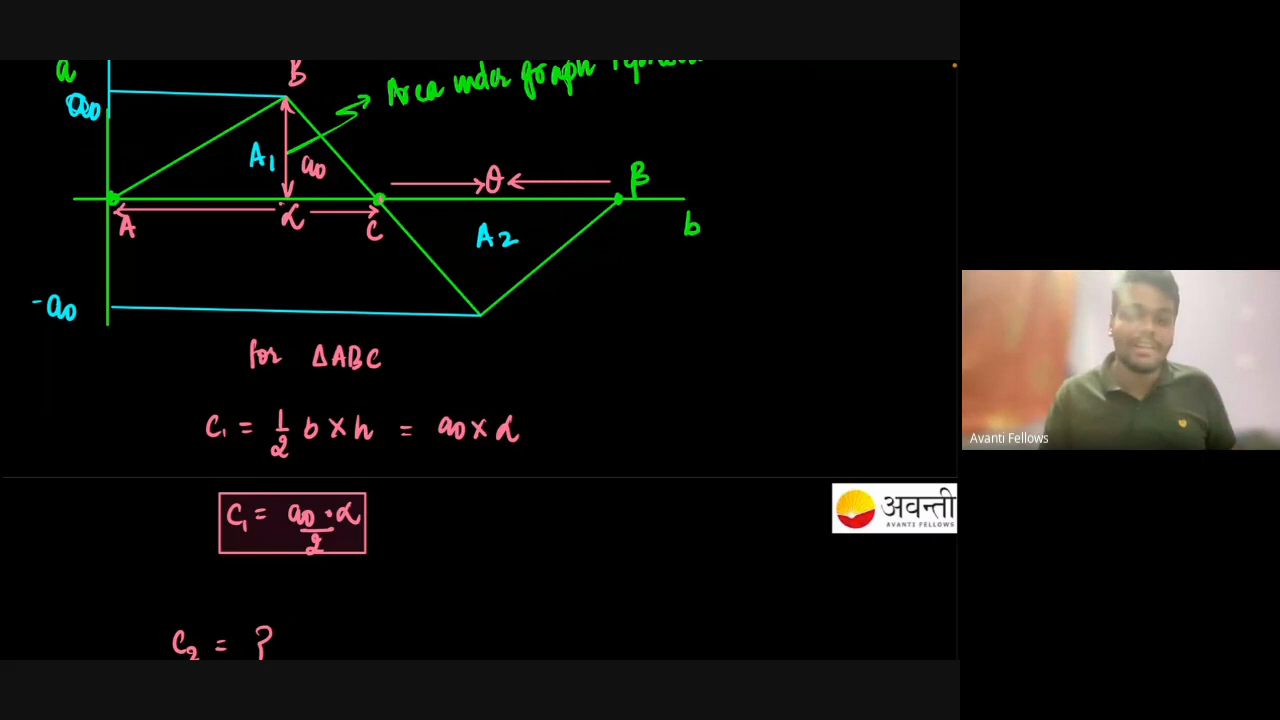 a
B
Area under graph
a0
A1
a0
θ
β
A
α
C
A2
b
-a0
for ΔABC
C1 = 1/2 b × h = a0 × α
C1 = a0 · α / 2
अवन्ती
AVANTI FELLOWS
C2 = ?
Avanti Fellows